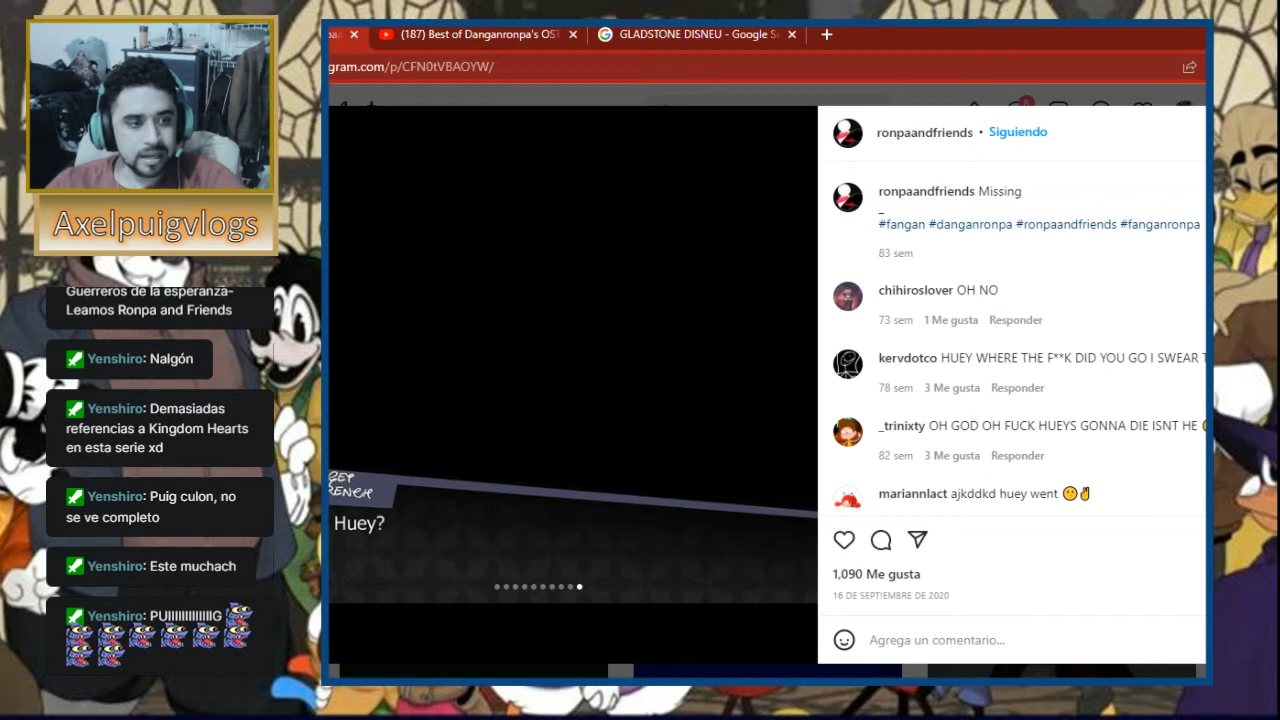 (187) Best of Danganronpa's OS
GLADSTONE DISNEU - Google Se
gram.com/p/CFN0tVBAOYW/
Axelpuigvlogs
Guerreros de la esperanza-
Leamos Ronpa and Friends
Yenshiro: Nalgón
Yenshiro: Demasiadas
referencias a Kingdom Hearts
en esta serie xd
Yenshiro: Puig culon, no
se ve completo
Yenshiro: Este muchach
Yenshiro: PUIIIIIIIIIIIIIG
Huey?
ronpaandfriends • Siguiendo
ronpaandfriends Missing
_
#fangan #danganronpa #ronpaandfriends #fanganronpa
83 sem
chihiroslover OH NO
73 sem 1 Me gusta Responder
kervdotco HUEY WHERE THE F**K DID YOU GO I SWEAR
78 sem 3 Me gusta Responder
_trinixty OH GOD OH FUCK HUEYS GONNA DIE ISNT HE
82 sem 3 Me gusta Responder
mariannlact ajkddkd huey went 😶✌
1,090 Me gusta
16 DE SEPTIEMBRE DE 2020
Agrega un comentario...